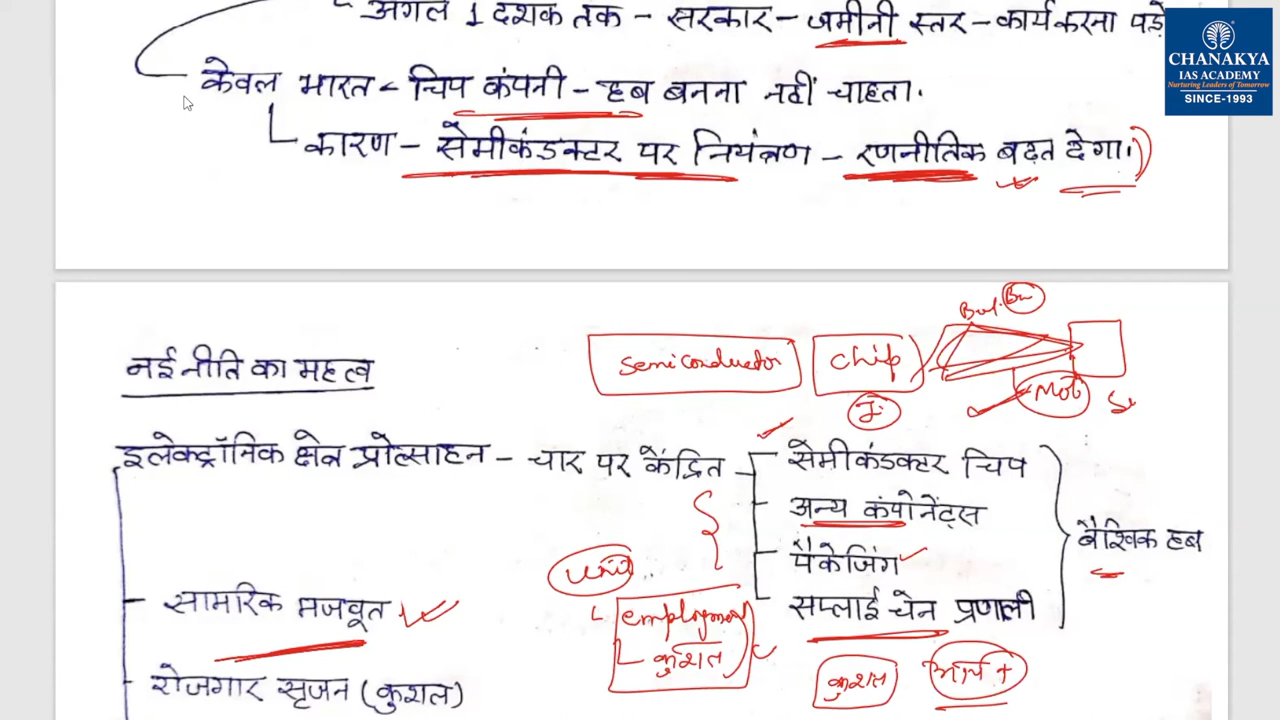 अगले 1 दशक तक - सरकार - जमीनी स्तर - कार्य करना पड़े
केवल भारत - चिप कंपनी - हब बनना नहीं चाहता.
कारण - सेमीकंडक्टर पर नियंत्रण - रणनीतिक बढ़त देगा.
CHANAKYA
IAS ACADEMY
Nurturing Leaders of Tomorrow
SINCE-1993
नई नीति का महत्व
semiconductor
chip
Mob
इलेक्ट्रॉनिक क्षेत्र प्रोत्साहन - चार पर केंद्रित
सेमीकंडक्टर चिप
अन्य कंपोनेंट्स
पैकेजिंग
सप्लाई चेन प्रणाली
वैश्विक हब
unit
employment
कुशल
कुशल
सामरिक मजबूत
रोजगार सृजन (कुशल)